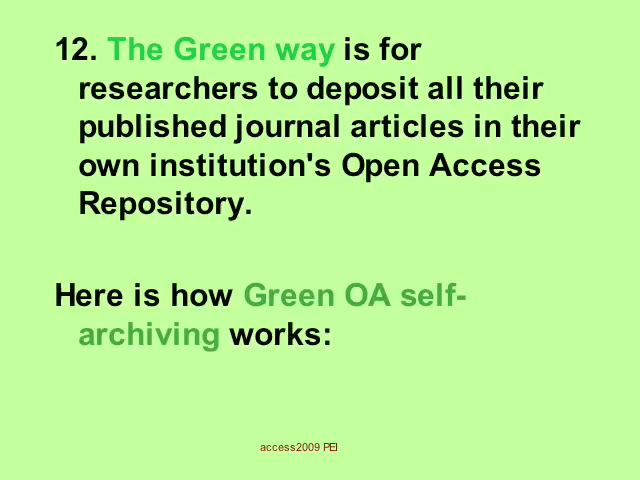 12. The Green way is for
researchers to deposit all their
published journal articles in their
own institution's Open Access
Repository.
Here is how Green OA self-
archiving works:
access2009 PEI